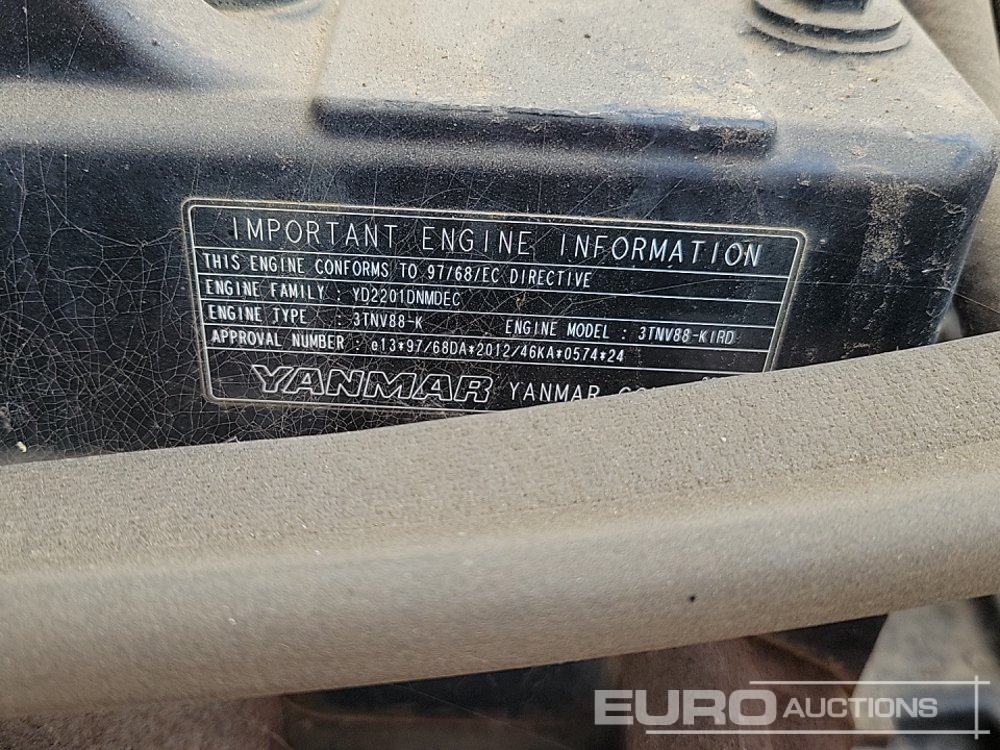 IMPORTANT ENGINE INFORMATION
THIS ENGINE CONFORMS TO 97/68/EC DIRECTIVE
ENGINE FAMILY : YD2201DNMDEC
ENGINE TYPE : 3TNV88-K ENGINE MODEL : 3TNV88-KIRD
APPROVAL NUMBER : e13*97/68DA*2012/46KA*0574*24
YANMAR YANMAR
EURO AUCTIONS